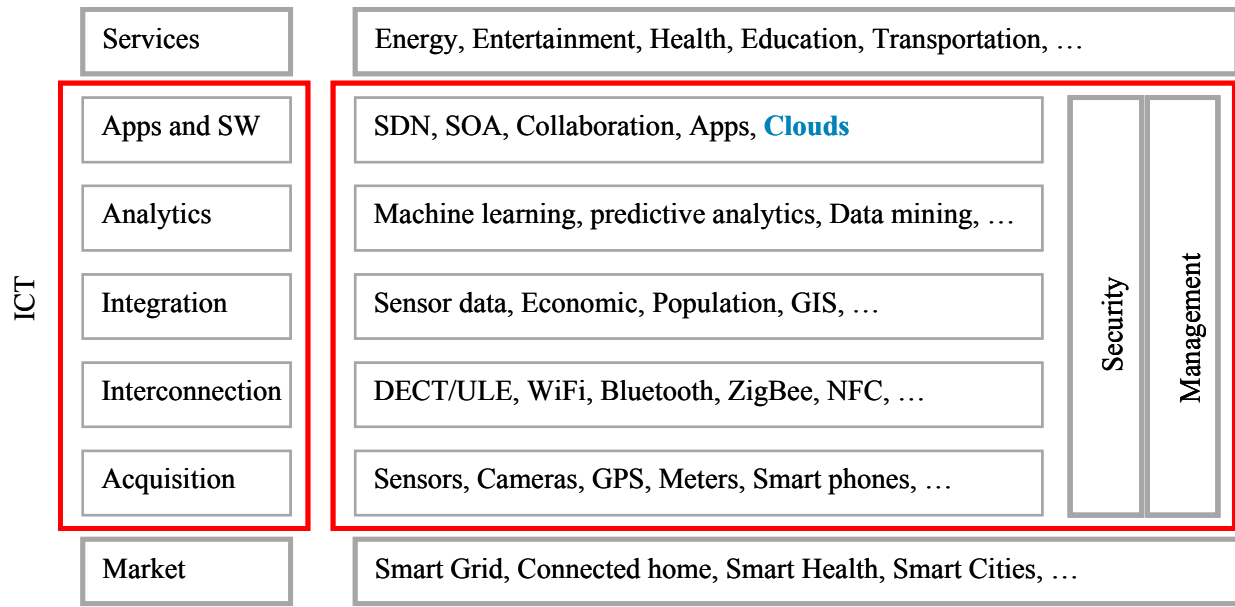 Services
Energy, Entertainment, Health, Education, Transportation, …
Apps and SW
SDN, SOA, Collaboration, Apps, Clouds
Analytics
Machine learning, predictive analytics, Data mining, …
Integration
Sensor data, Economic, Population, GIS, …
Interconnection
DECT/ULE, WiFi, Bluetooth, ZigBee, NFC, …
Acquisition
Sensors, Cameras, GPS, Meters, Smart phones, …
Market
Smart Grid, Connected home, Smart Health, Smart Cities, …
ICT
Security
Management